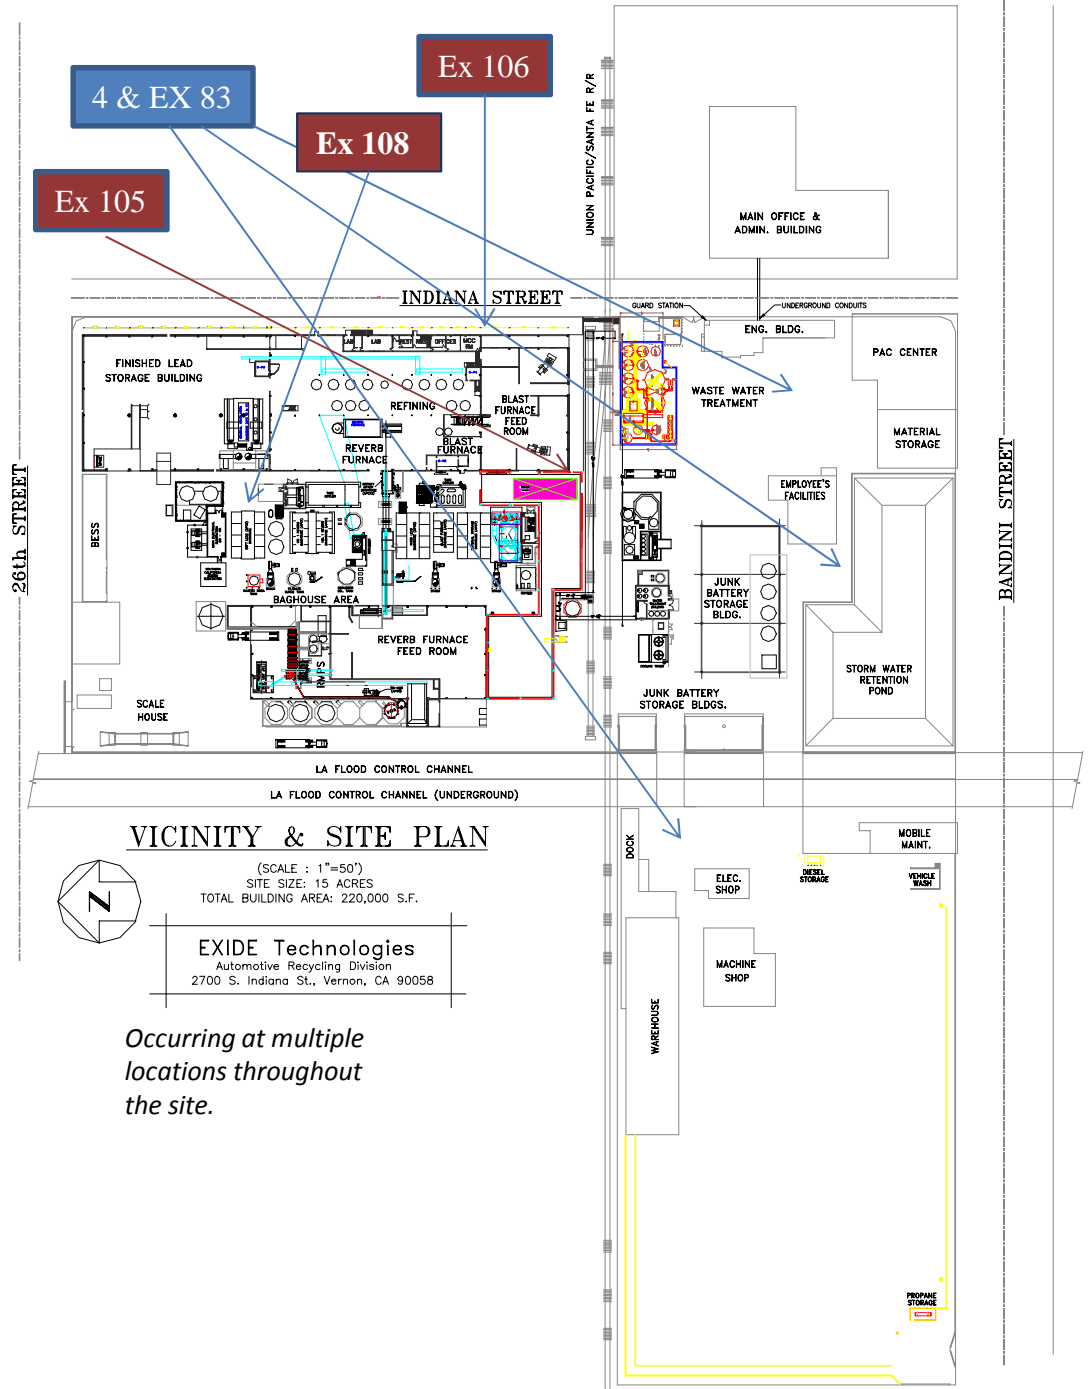 Ex 106
4 & EX 83
Ex 108
Ex 105
UNION PACIFIC/SANTA FE R/R
MAIN OFFICE &
ADMIN. BUILDING
INDIANA STREET
GUARD STATION
UNDERGROUND CONDUITS
ENG. BLDG.
PAC CENTER
LAB
LAB
REST
OFFICES
MCC
RM
FINISHED LEAD
STORAGE BUILDING
REFINING
BLAST
FURNACE
FEED
ROOM
WASTE WATER
TREATMENT
REVERB
FURNACE
BLAST
FURNACE
MATERIAL
STORAGE
26th STREET
BANDINI STREET
BESS
EMPLOYEE'S
FACILITIES
JUNK
BATTERY
STORAGE
BLDG.
BAGHOUSE AREA
REVERB FURNACE
FEED ROOM
RMPS
STORM WATER
RETENTION
POND
SCALE
HOUSE
JUNK BATTERY
STORAGE BLDGS.
LA FLOOD CONTROL CHANNEL
LA FLOOD CONTROL CHANNEL (UNDERGROUND)
VICINITY & SITE PLAN
(SCALE : 1"=50')
SITE SIZE: 15 ACRES
TOTAL BUILDING AREA: 220,000 S.F.
N
EXIDE Technologies
Automotive Recycling Division
2700 S. Indiana St., Vernon, CA 90058
Occurring at multiple
locations throughout
the site.
DOCK
ELEC.
SHOP
DIESEL
STORAGE
MOBILE
MAINT.
VEHICLE
WASH
MACHINE
SHOP
WAREHOUSE
PROPANE
STORAGE